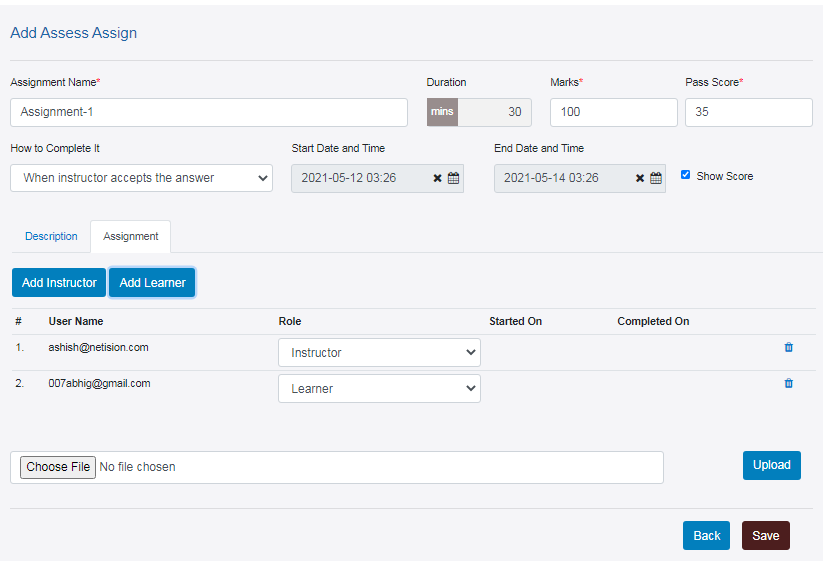 Add Assess Assign
Assignment Name* Duration Marks* Pass Score*
Assignment-1 mins 30 100 35
How to Complete It Start Date and Time End Date and Time
When instructor accepts the answer 2021-05-12 03:26 2021-05-14 03:26 Show Score
Description Assignment
Add Instructor Add Learner
# User Name Role Started On Completed On
1. ashish@netision.com Instructor
2. 007abhig@gmail.com Learner
Choose File No file chosen Upload
Back Save